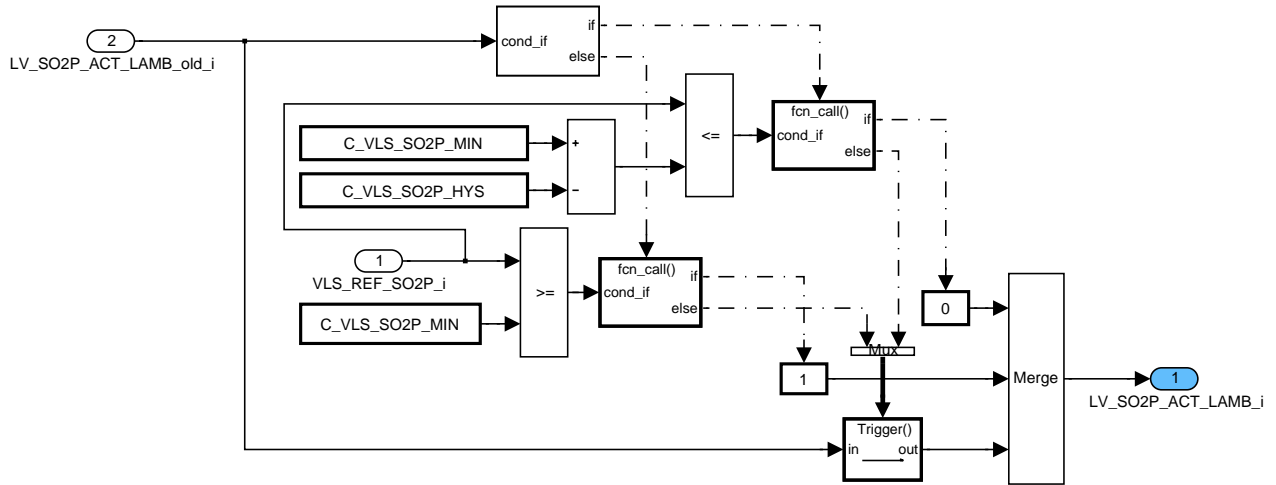 2
LV_SO2P_ACT_LAMB_old_i
cond_if
if
else
C_VLS_SO2P_MIN
C_VLS_SO2P_HYS
+
−
<=
fcn_call()
cond_if
if
else
1
VLS_REF_SO2P_i
C_VLS_SO2P_MIN
>=
fcn_call()
cond_if
if
else
0
1
Mux
Trigger()
in
out
Merge
1
LV_SO2P_ACT_LAMB_i